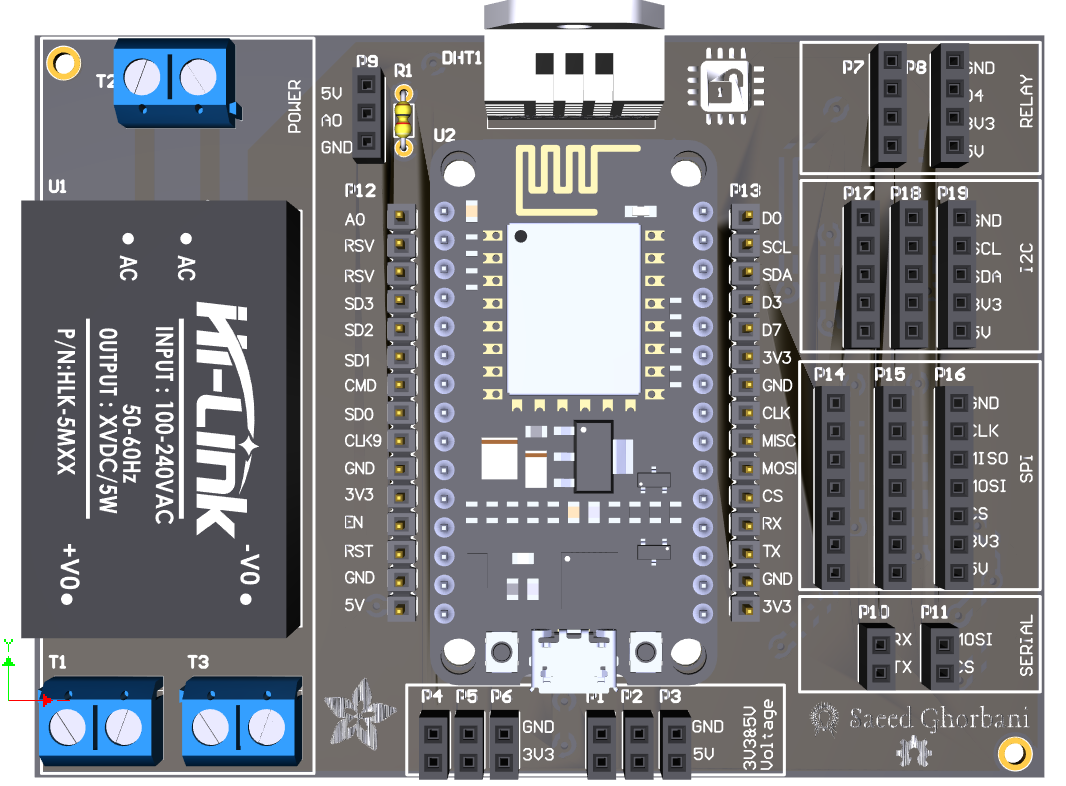 T2
POWER
U1
AC
AC
Hi-Link
INPUT : 100-240VAC
50-60Hz
OUTPUT : XVDC/5W
P/N:HLK-5MXX
-VO
+VO
T1
T3
P9
5V
A0
GND
R1
DHT1
U2
1
P12
A0
RSV
RSV
SD3
SD2
SD1
CMD
SD0
CLK9
GND
3V3
EN
RST
GND
5V
P13
D0
SCL
SDA
D3
D7
3V3
GND
CLK
MISC
MOSI
CS
RX
TX
GND
3V3
P7
P8
GND
D4
3V3
5V
RELAY
P17
P18
P19
GND
SCL
SDA
3V3
5V
I2C
P14
P15
P16
GND
CLK
MISO
MOSI
CS
3V3
5V
SPI
P10
P11
RX
TX
MOSI
CS
SERIAL
P4
P5
P6
GND
3V3
P1
P2
P3
GND
5V
3V3&5V
Voltage
Saeed Ghorbani
Y